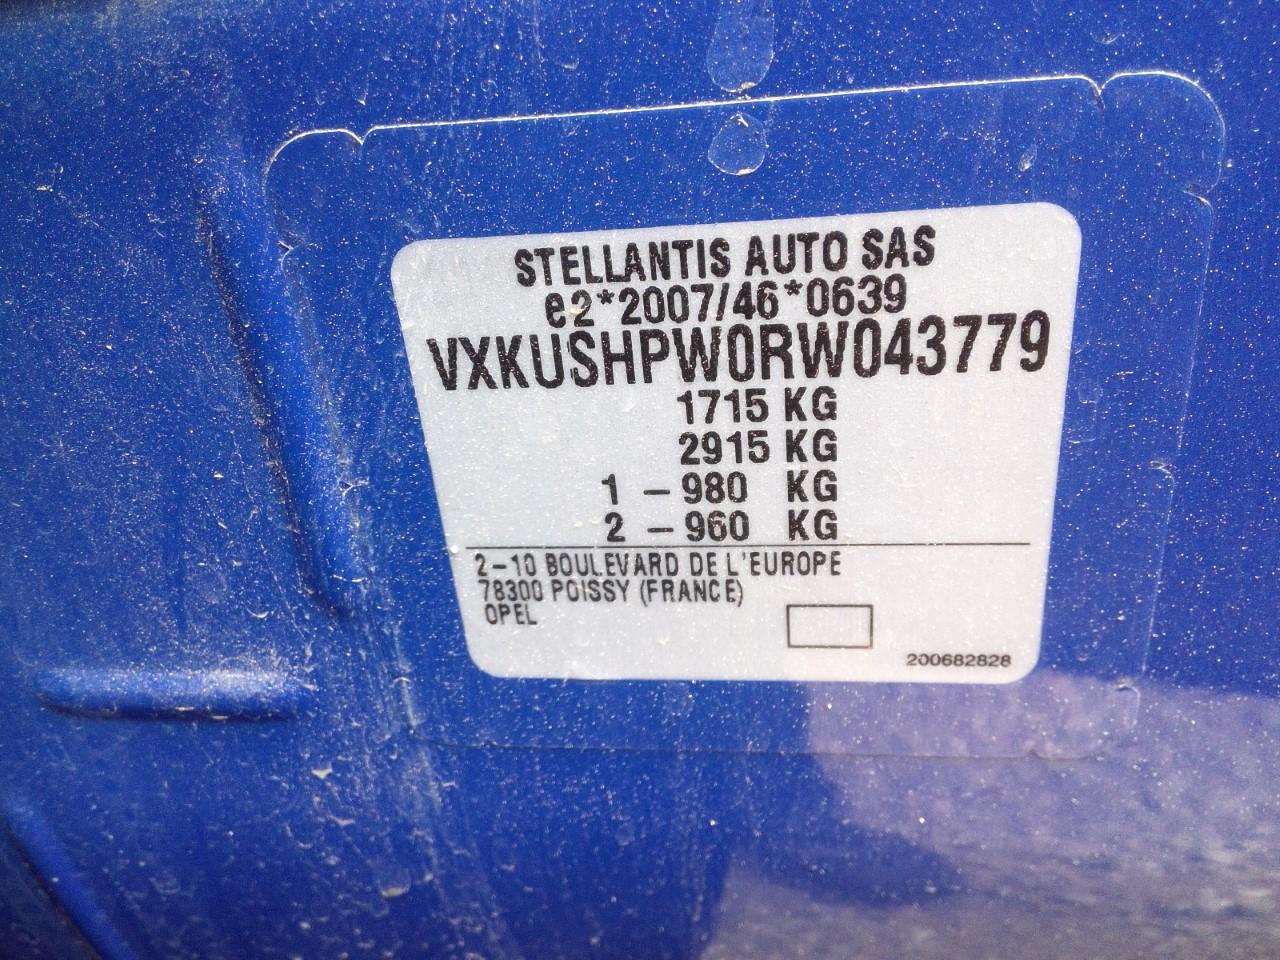 STELLANTIS AUTO SAS
e2*2007/46*0639
VXKUSHPW0RW043779
1715 KG
2915 KG
1 - 980 KG
2 - 960 KG
2-10 BOULEVARD DE L'EUROPE
78300 POISSY (FRANCE)
OPEL
200682828